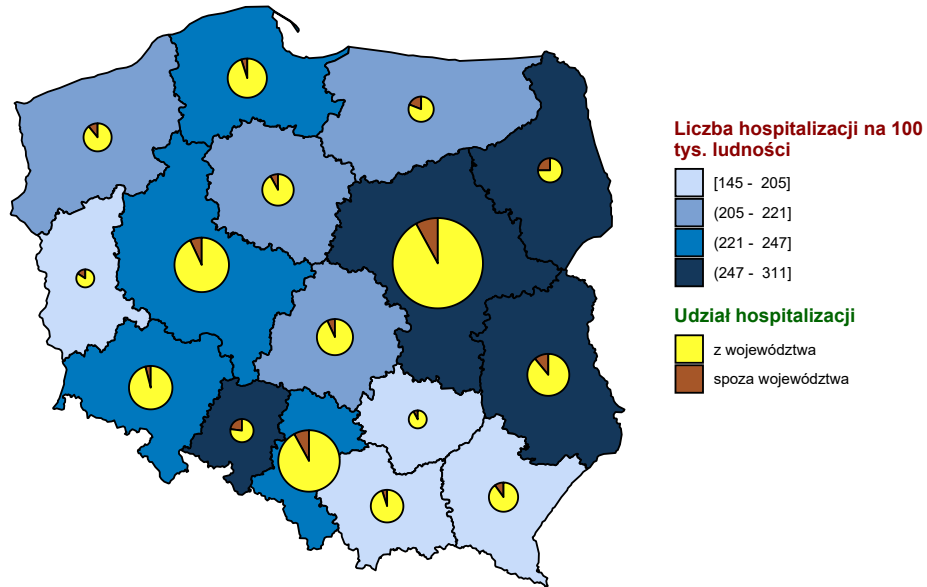 Liczba hospitalizacji na 100
tys. ludności
[145 - 205]
(205 - 221]
(221 - 247]
(247 - 311]
Udział hospitalizacji
z województwa
spoza województwa